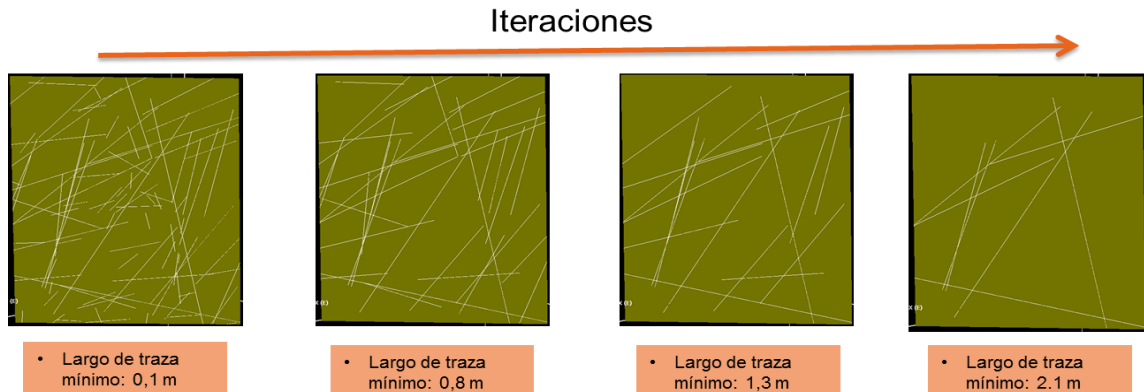 Iteraciones
(E)
X (E)
X (E)
X (E)
• Largo de traza
mínimo: 0,1 m
• Largo de traza
mínimo: 0,8 m
• Largo de traza
mínimo: 1,3 m
• Largo de traza
mínimo: 2.1 m